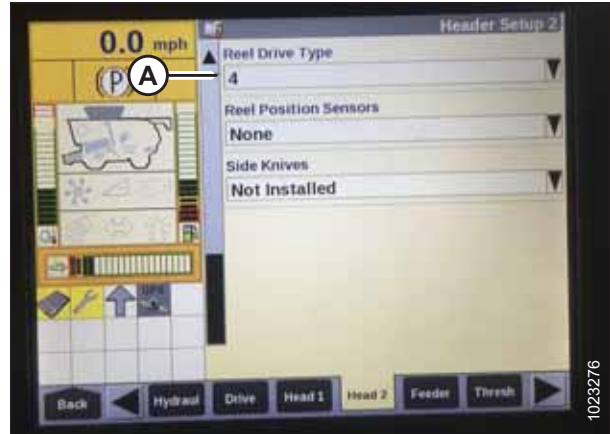 Header Setup 2
0.0 mph
(P)
A
Reel Drive Type
4
Reel Position Sensors
None
Side Knives
Not Installed
GPS
Back
Hydraul
Drive
Head 1
Head 2
Feeder
Thresh
1023276